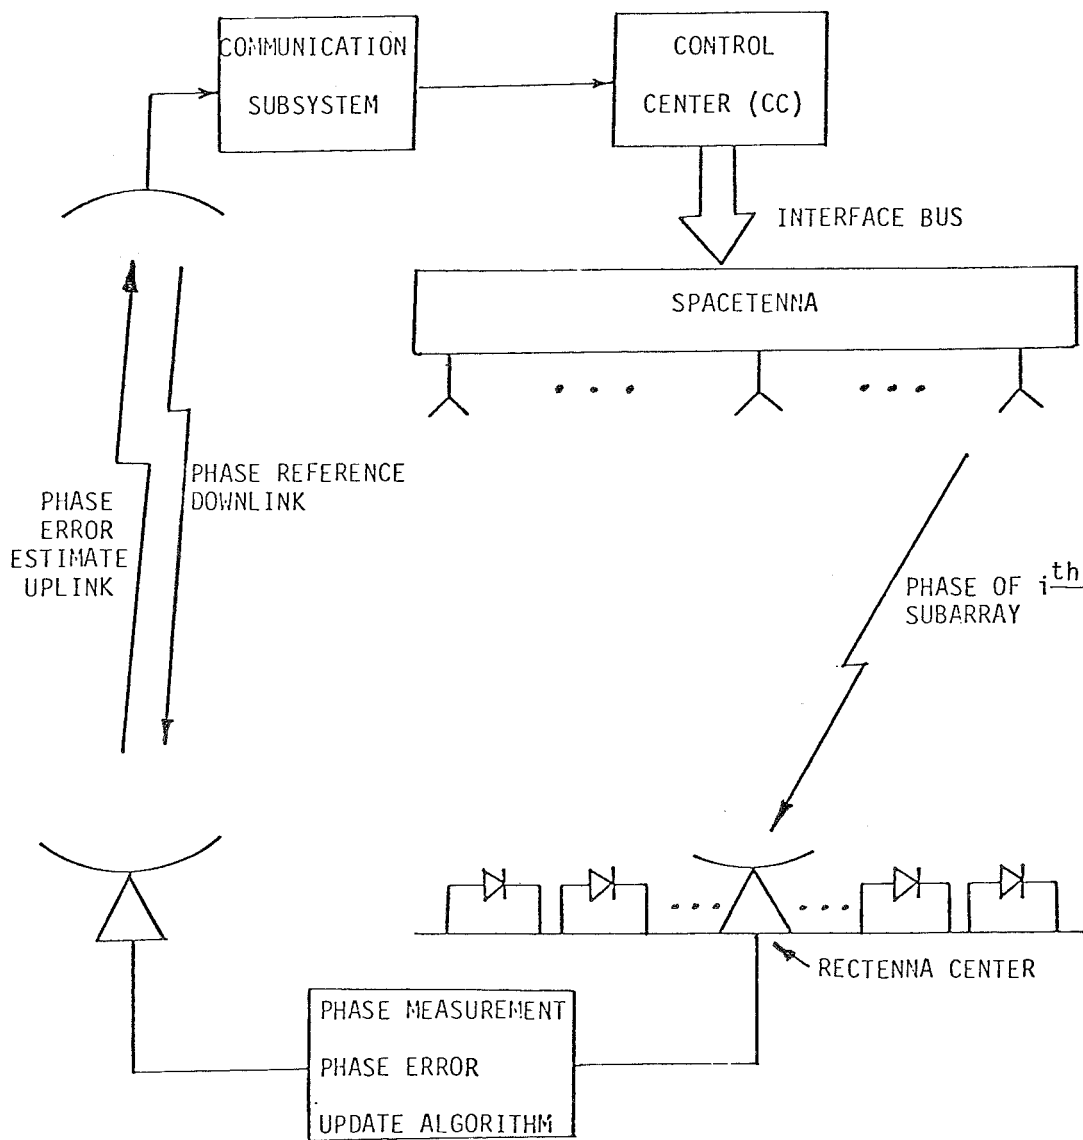 COMMUNICATION
SUBSYSTEM
CONTROL
CENTER (CC)
INTERFACE BUS
SPACETENNA
PHASE REFERENCE
DOWNLINK
PHASE
ERROR
ESTIMATE
UPLINK
PHASE OF ith
SUBARRAY
RECTENNA CENTER
PHASE MEASUREMENT
PHASE ERROR
UPDATE ALGORITHM